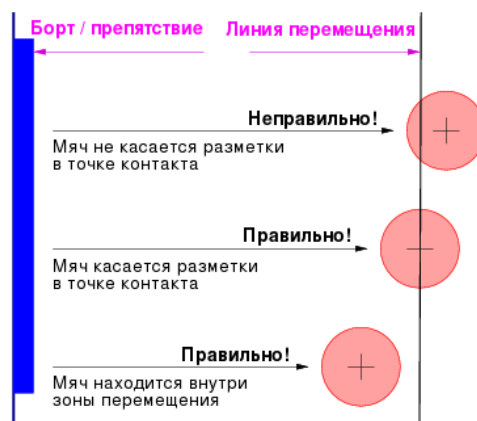 Борт / препятствие Линия перемещения
Неправильно!
Мяч не касается разметки
в точке контакта
Правильно!
Мяч касается разметки
в точке контакта
Правильно!
Мяч находится внутри
зоны перемещения